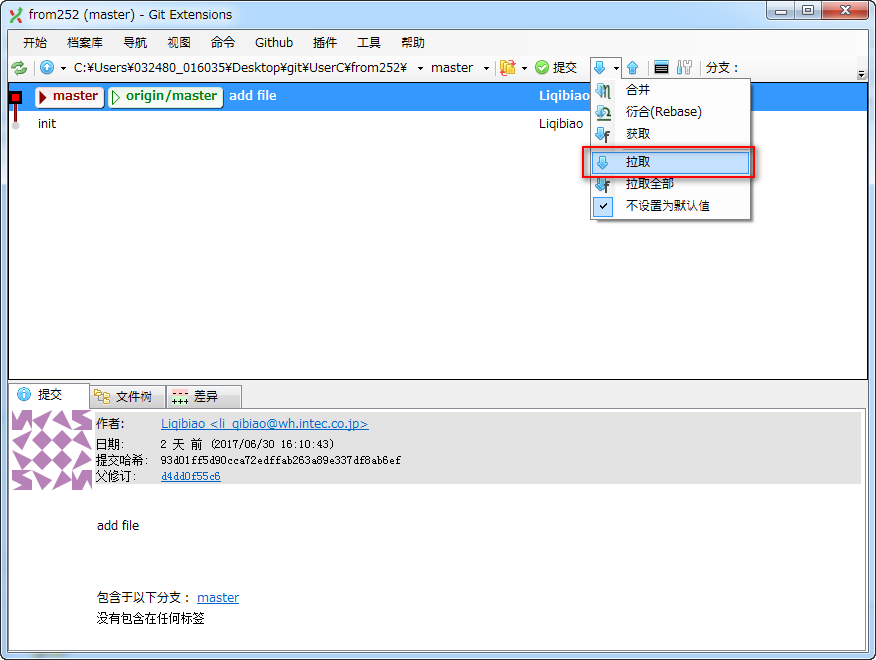 from252 (master) - Git Extensions
开始 档案库 导航 视图 命令 Github 插件 工具 帮助
C:¥Users¥032480_016035¥Desktop¥git¥UserC¥from252¥ master 提交 分支：
master origin/master add file Liqibiao
init Liqibiao
合并
衍合(Rebase)
获取
拉取
拉取全部
不设置为默认值
提交 文件树 差异
作者： Liqibiao <li_qibiao@wh.intec.co.jp>
日期： 2 天 前 (2017/06/30 16:10:43)
提交哈希： 93d01ff5d90cca72edffab263a89e337df8ab6ef
父修订： d4dd0f55c6
add file
包含于以下分支： master
没有包含在任何标签